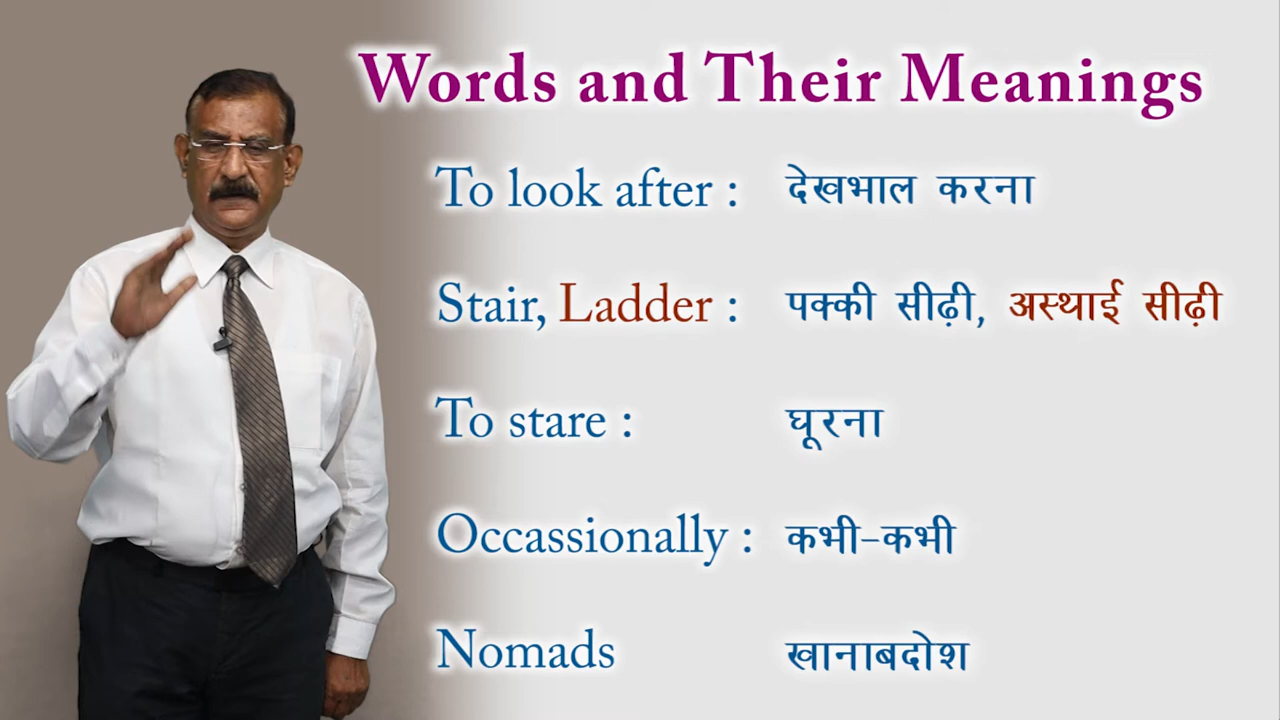 Words and Their Meanings
To look after : देखभाल करना
Stair, Ladder : पक्की सीढ़ी, अस्थाई सीढ़ी
To stare : घूरना
Occassionally : कभी-कभी
Nomads खानाबदोश